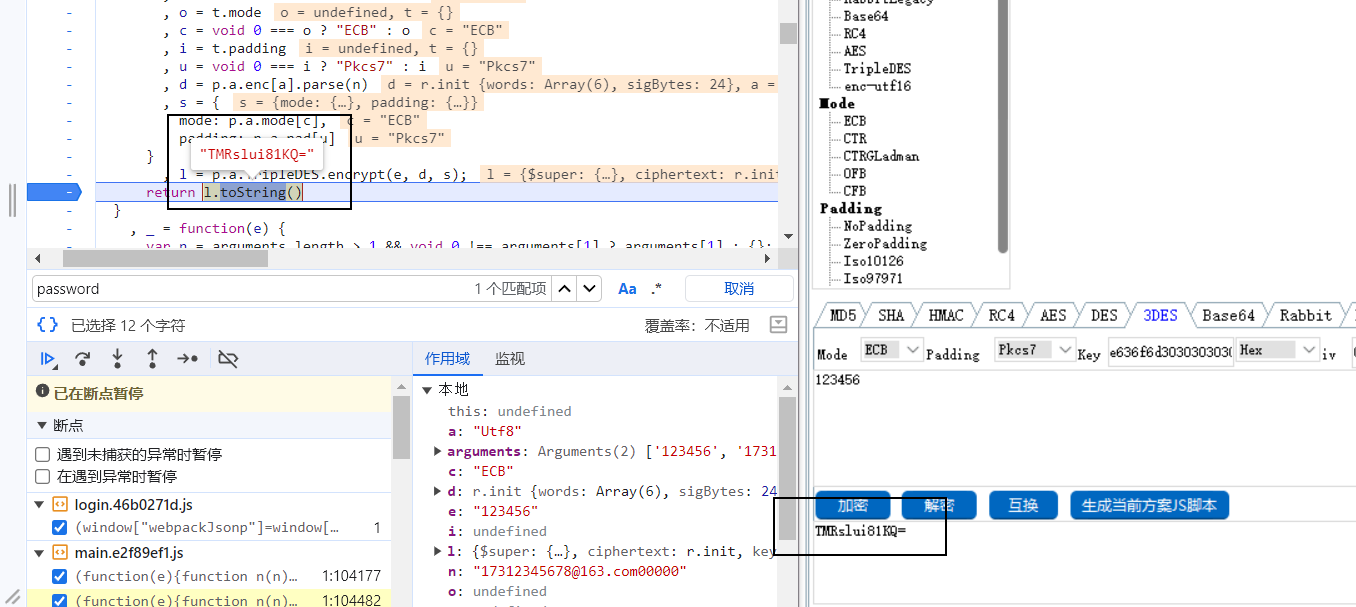 , o = t.mode o = undefined, t = {}
, c = void 0 === o ? "ECB" : o c = "ECB"
, i = t.padding i = undefined, t = {}
, u = void 0 === i ? "Pkcs7" : i u = "Pkcs7"
, d = p.a.enc[a].parse(n) d = r.init {words: Array(6), sigBytes: 24}, a =
, s = { s = {mode: {…}, padding: {…}}
mode: p.a.mode[c], c = "ECB"
padding: p.a.pad[u] u = "Pkcs7"
"TMRslui81KQ="
}
, l = p.a.TripleDES.encrypt(e, d, s); l = {$super: {…}, ciphertext: r.init
return l.toString()
}
, _ = function(e) {
var n = arguments.length > 1 && void 0 !== arguments[1] ? arguments[1] : {};
password
1 个匹配项
Aa
.*
取消
{} 已选择 12 个字符
覆盖率：不适用
已在断点暂停
断点
遇到未捕获的异常时暂停
在遇到异常时暂停
login.46b0271d.js
(window["webpackJsonp"]=window[… 1
main.e2f89ef1.js
(function(e){function n(n)… 1:104177
(function(e){function n(n)… 1:104482
作用域 监视
本地
this: undefined
a: "Utf8"
arguments: Arguments(2) ['123456', '1731
c: "ECB"
d: r.init {words: Array(6), sigBytes: 24
e: "123456"
i: undefined
l: {$super: {…}, ciphertext: r.init, key
n: "17312345678@163.com00000"
o: undefined
RabbitLegacy
Base64
RC4
AES
TripleDES
enc-utf16
Mode
ECB
CTR
CTRGLadman
OFB
CFB
Padding
NoPadding
ZeroPadding
Iso10126
Iso97971
MD5 SHA HMAC RC4 AES DES 3DES Base64 Rabbit
Mode ECB Padding Pkcs7 Key e636f6d3030303030 Hex iv
123456
加密 解密 互换 生成当前方案JS脚本
TMRslui81KQ=